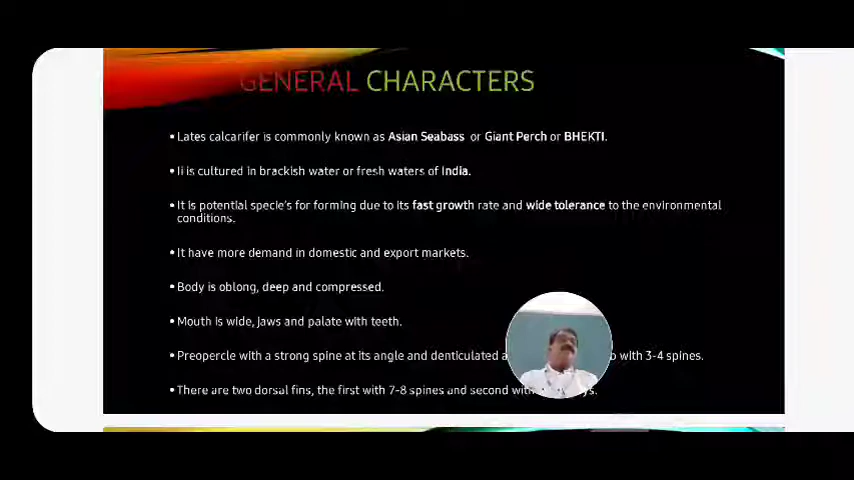 GENERAL CHARACTERS
• Lates calcarifer is commonly known as Asian Seabass or Giant Perch or BHEKTI.
• Ii is cultured in brackish water or fresh waters of India.
• It is potential specie's for forming due to its fast growth rate and wide tolerance to the environmental
conditions.
• It have more demand in domestic and export markets.
• Body is oblong, deep and compressed.
• Mouth is wide, jaws and palate with teeth.
• Preopercle with a strong spine at its angle and denticulated with 3-4 spines.
• There are two dorsal fins, the first with 7-8 spines and second with